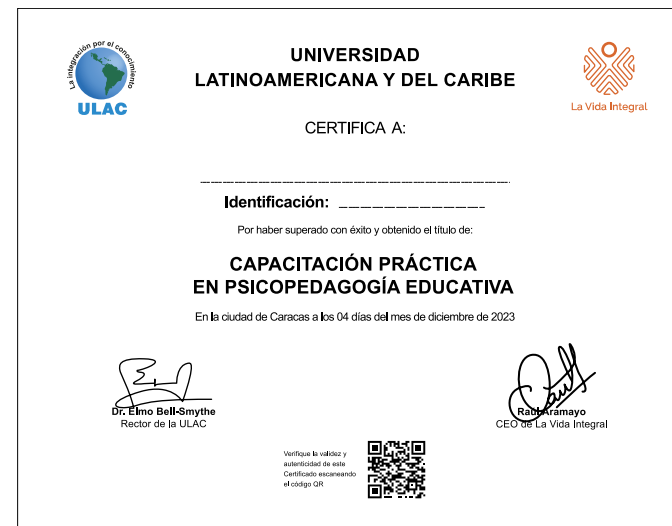 La integración por el conocimiento
ULAC
UNIVERSIDAD
LATINOAMERICANA Y DEL CARIBE
La Vida Integral
CERTIFICA A:
Identificación:
Por haber superado con éxito y obtenido el título de:
CAPACITACIÓN PRÁCTICA
EN PSICOPEDAGOGÍA EDUCATIVA
En la ciudad de Caracas a los 04 días del mes de diciembre de 2023
Dr. Elmo Bell-Smythe
Rector de la ULAC
Raúl Aramayo
CEO de La Vida Integral
Verifique la validez y
autenticidad de este
Certificado escaneando
el código QR